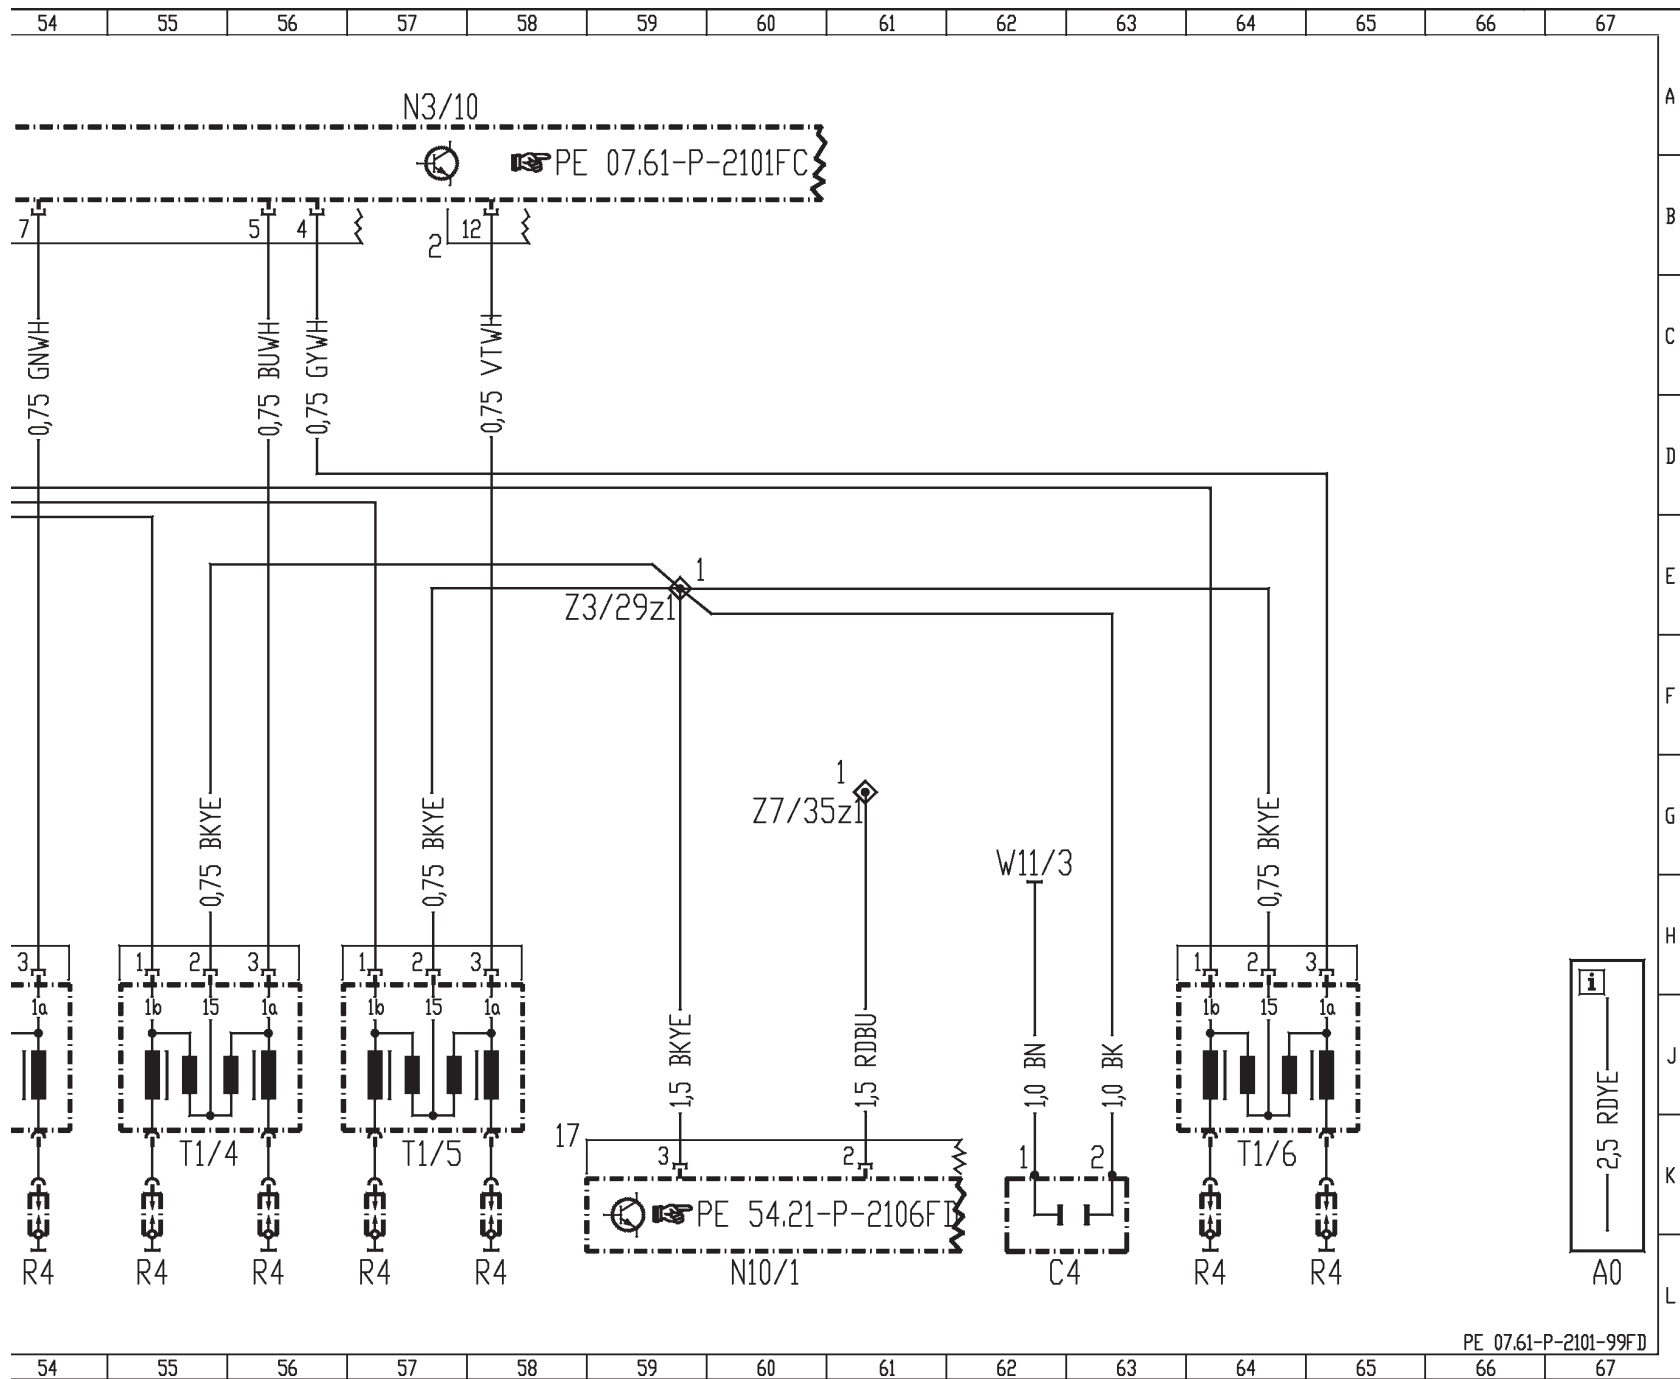 54 55 56 57 58 59 60 61 62 63 64 65 66 67
A
N3/10
PE 07.61-P-2101FC
B
7 5 4 2 12
C
0,75 GNWH
0,75 BUWH
0,75 GYWH
0,75 VTWH
D
E
1
Z3/29z1
F
1
Z7/35z1
G
0,75 BKYE
0,75 BKYE
0,75 BKYE
W11/3
H
3 1 2 3 1 2 3 1 2 3
i
1a 1b 15 1a 1b 15 1a 1b 15 1a
J
1,5 BKYE
1,5 RDBU
1,0 BN
1,0 BK
2,5 RDYE
17
T1/4 T1/5 T1/6
3 2 1 2
K
PE 54.21-P-2106FD
R4 R4 R4 R4 R4 N10/1 C4 R4 R4 A0
L
PE 07.61-P-2101-99FD
54 55 56 57 58 59 60 61 62 63 64 65 66 67